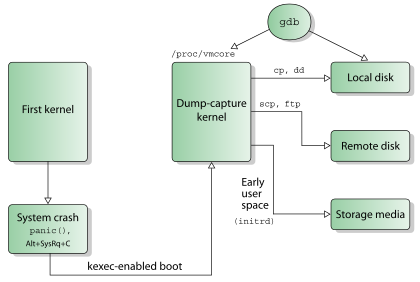 gdb
/proc/vmcore
cp, dd
Local disk
First kernel
Dump-capture
kernel
scp, ftp
Remote disk
Early
user
space
(initrd)
Storage media
System crash
panic(),
Alt+SysRq+C
kexec-enabled boot